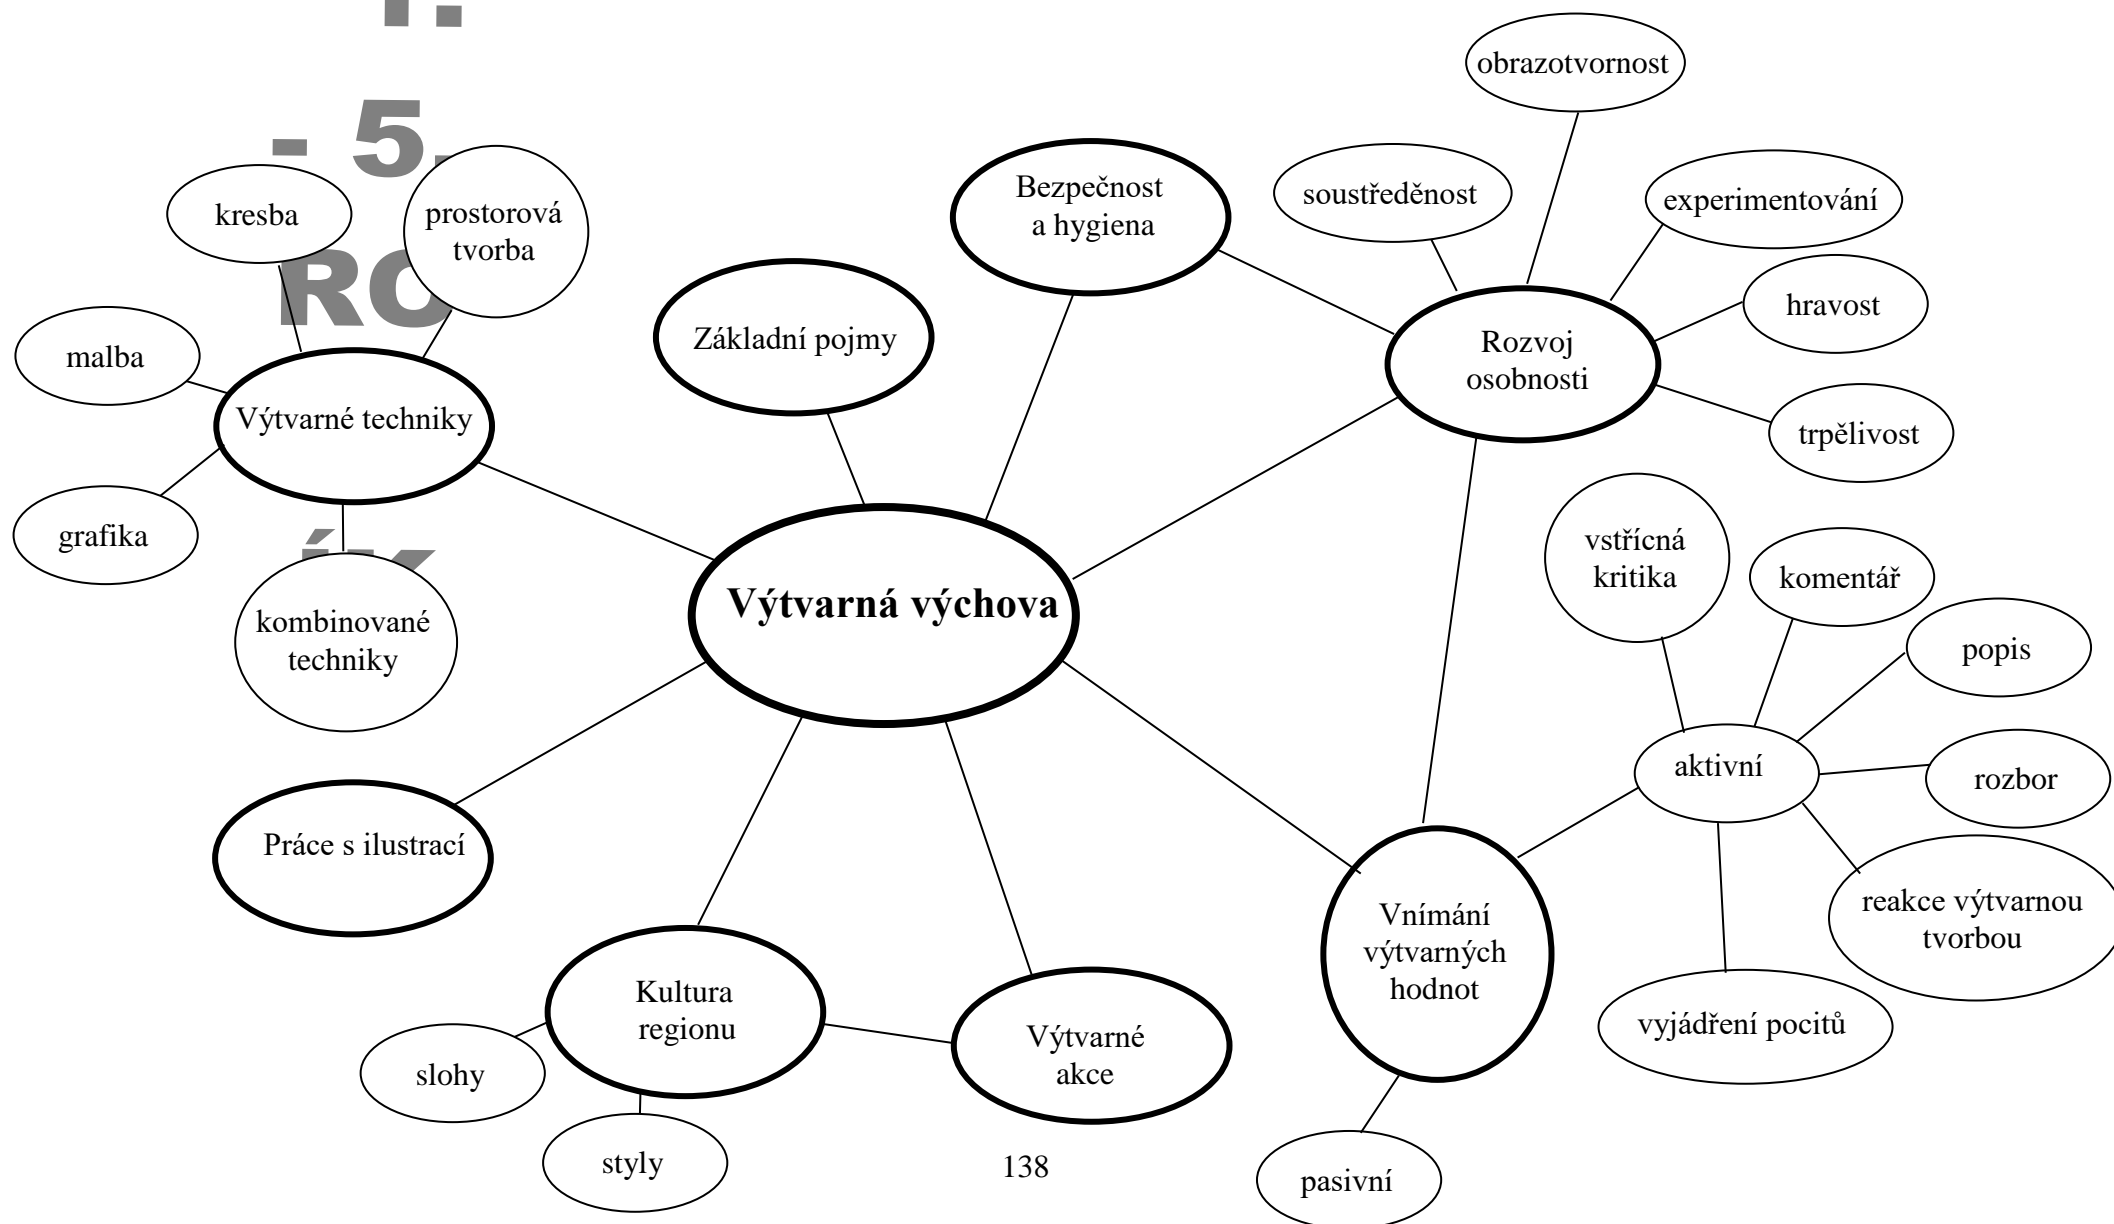 - 5.
RO
obrazotvornost
soustředěnost
experimentování
hravost
trpělivost
Rozvoj
osobnosti
Bezpečnost
a hygiena
Základní pojmy
kresba
prostorová
tvorba
malba
Výtvarné techniky
grafika
kombinované
techniky
Výtvarná výchova
vstřícná
kritika
komentář
popis
aktivní
rozbor
reakce výtvarnou
tvorbou
vyjádření pocitů
Práce s ilustrací
Vnímání
výtvarných
hodnot
Kultura
regionu
Výtvarné
akce
slohy
styly
pasivní
138